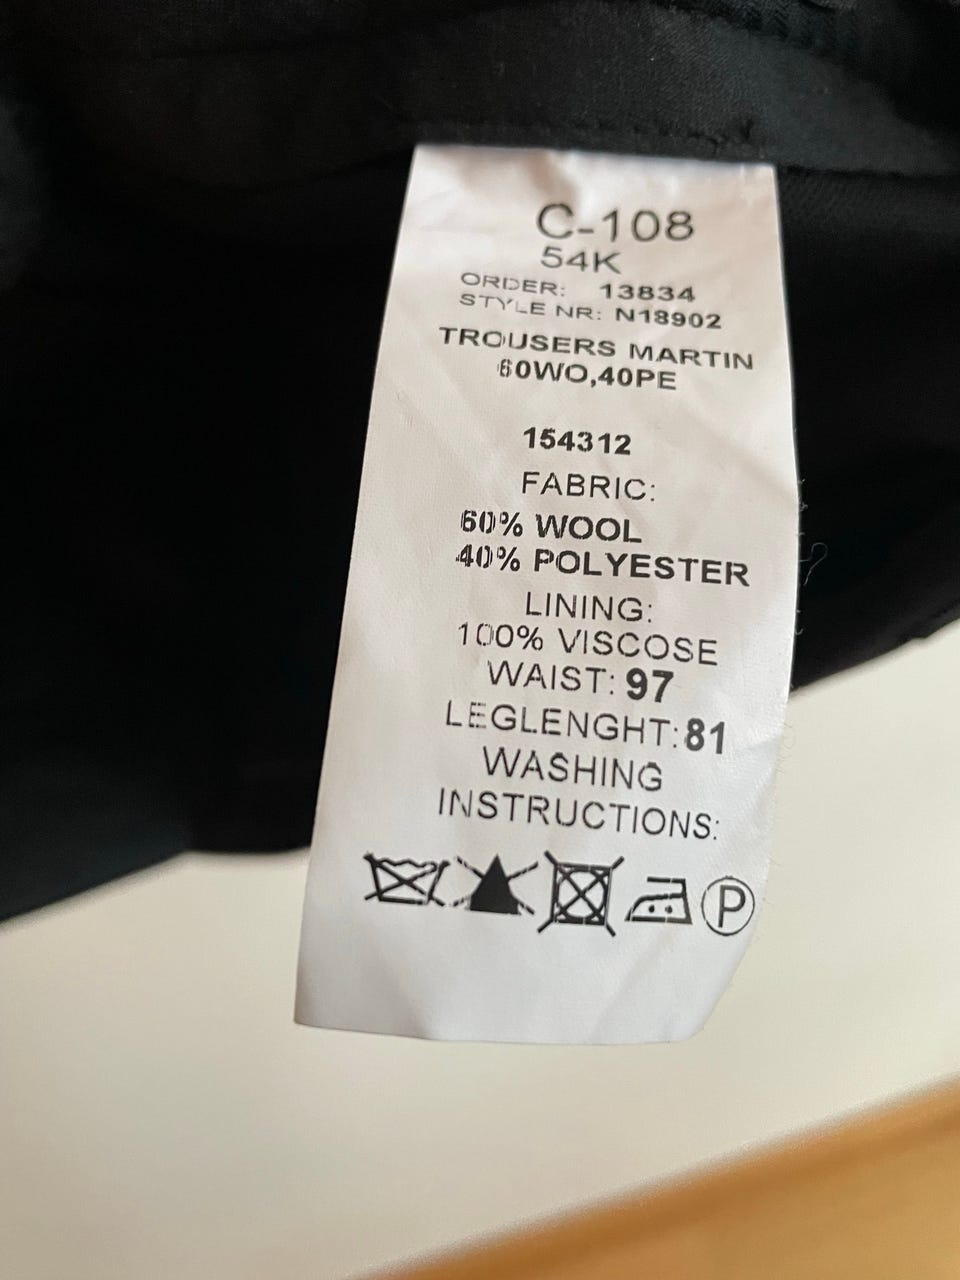 C-108
54K
ORDER: 13834
STYLE NR: N18902
TROUSERS MARTIN
60WO,40PE
154312
FABRIC:
60% WOOL
40% POLYESTER
LINING:
100% VISCOSE
WAIST: 97
LEGLENGHT: 81
WASHING
INSTRUCTIONS:
P